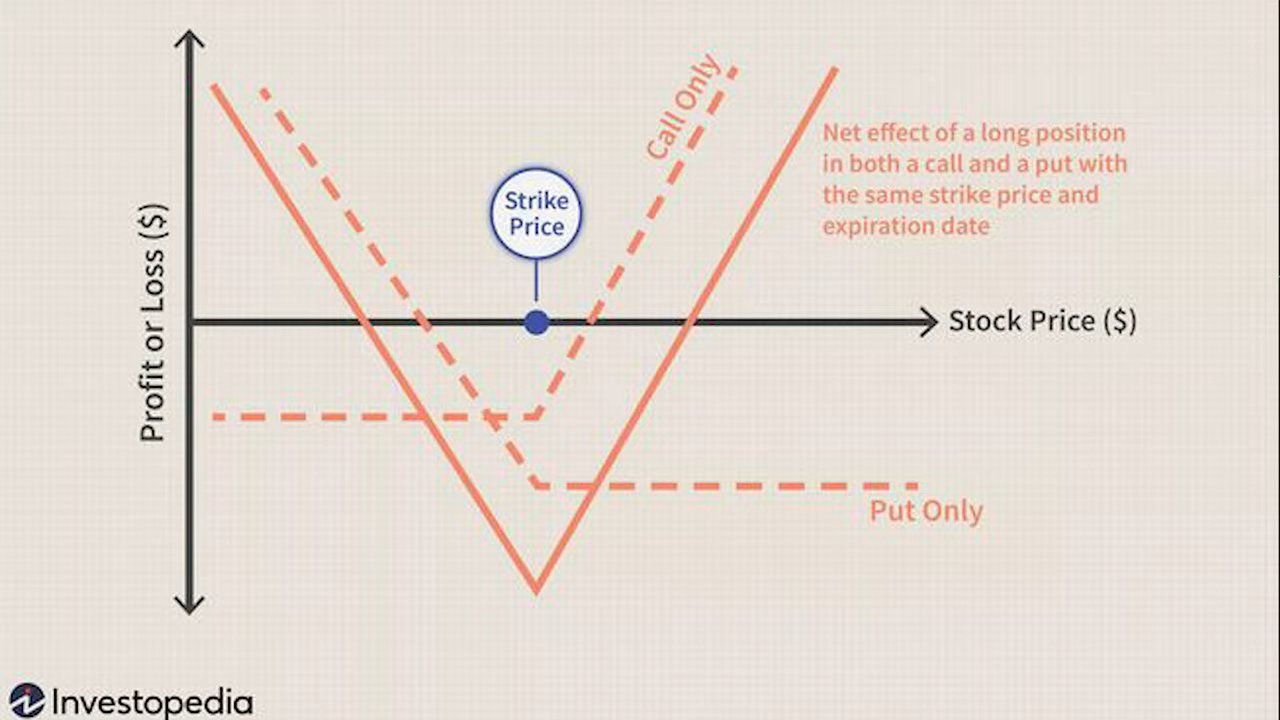 Call Only
Net effect of a long position
in both a call and a put with
the same strike price and
expiration date
Strike
Price
Profit or Loss ($)
Stock Price ($)
Put Only
Investopedia